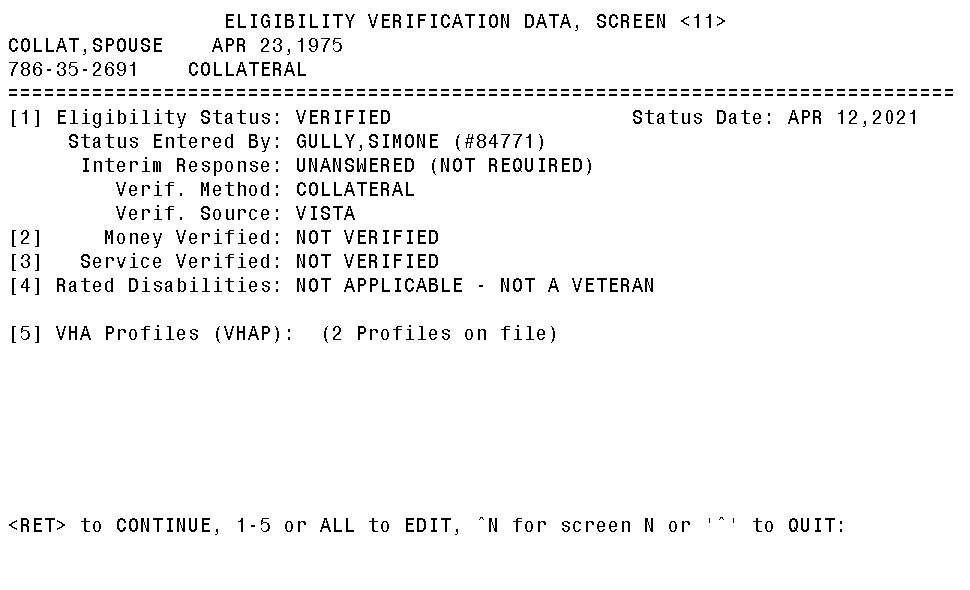 ELIGIBILITY VERIFICATION DATA, SCREEN <11>
COLLAT,SPOUSE    APR 23,1975
786-35-2691    COLLATERAL
===============================================================================
[1] Eligibility Status: VERIFIED                    Status Date: APR 12,2021
     Status Entered By: GULLY,SIMONE (#84771)
      Interim Response: UNANSWERED (NOT REQUIRED)
         Verif. Method: COLLATERAL
         Verif. Source: VISTA
[2]     Money Verified: NOT VERIFIED
[3]   Service Verified: NOT VERIFIED
[4] Rated Disabilities: NOT APPLICABLE - NOT A VETERAN
[5] VHA Profiles (VHAP):  (2 Profiles on file)
<RET> to CONTINUE, 1-5 or ALL to EDIT, ^N for screen N or '^' to QUIT: